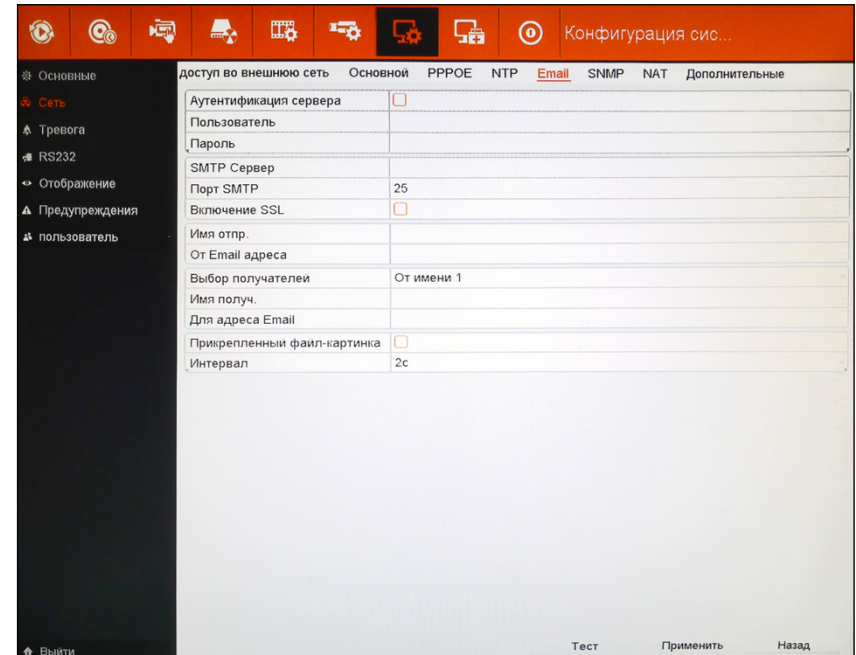 Конфигурация сис...
Основные
Сеть
Тревога
RS232
Отображение
Предупреждения
пользователь
Выйти
доступ во внешнюю сеть Основной PPPOE NTP Email SNMP NAT Дополнительные
Аутентификация сервера
Пользователь
Пароль
SMTP Сервер
Порт SMTP 25
Включение SSL
Имя отпр.
От Email адреса
Выбор получателей От имени 1
Имя получ.
Для адреса Email
Прикрепленный файл-картинка
Интервал 2с
Тест Применить Назад